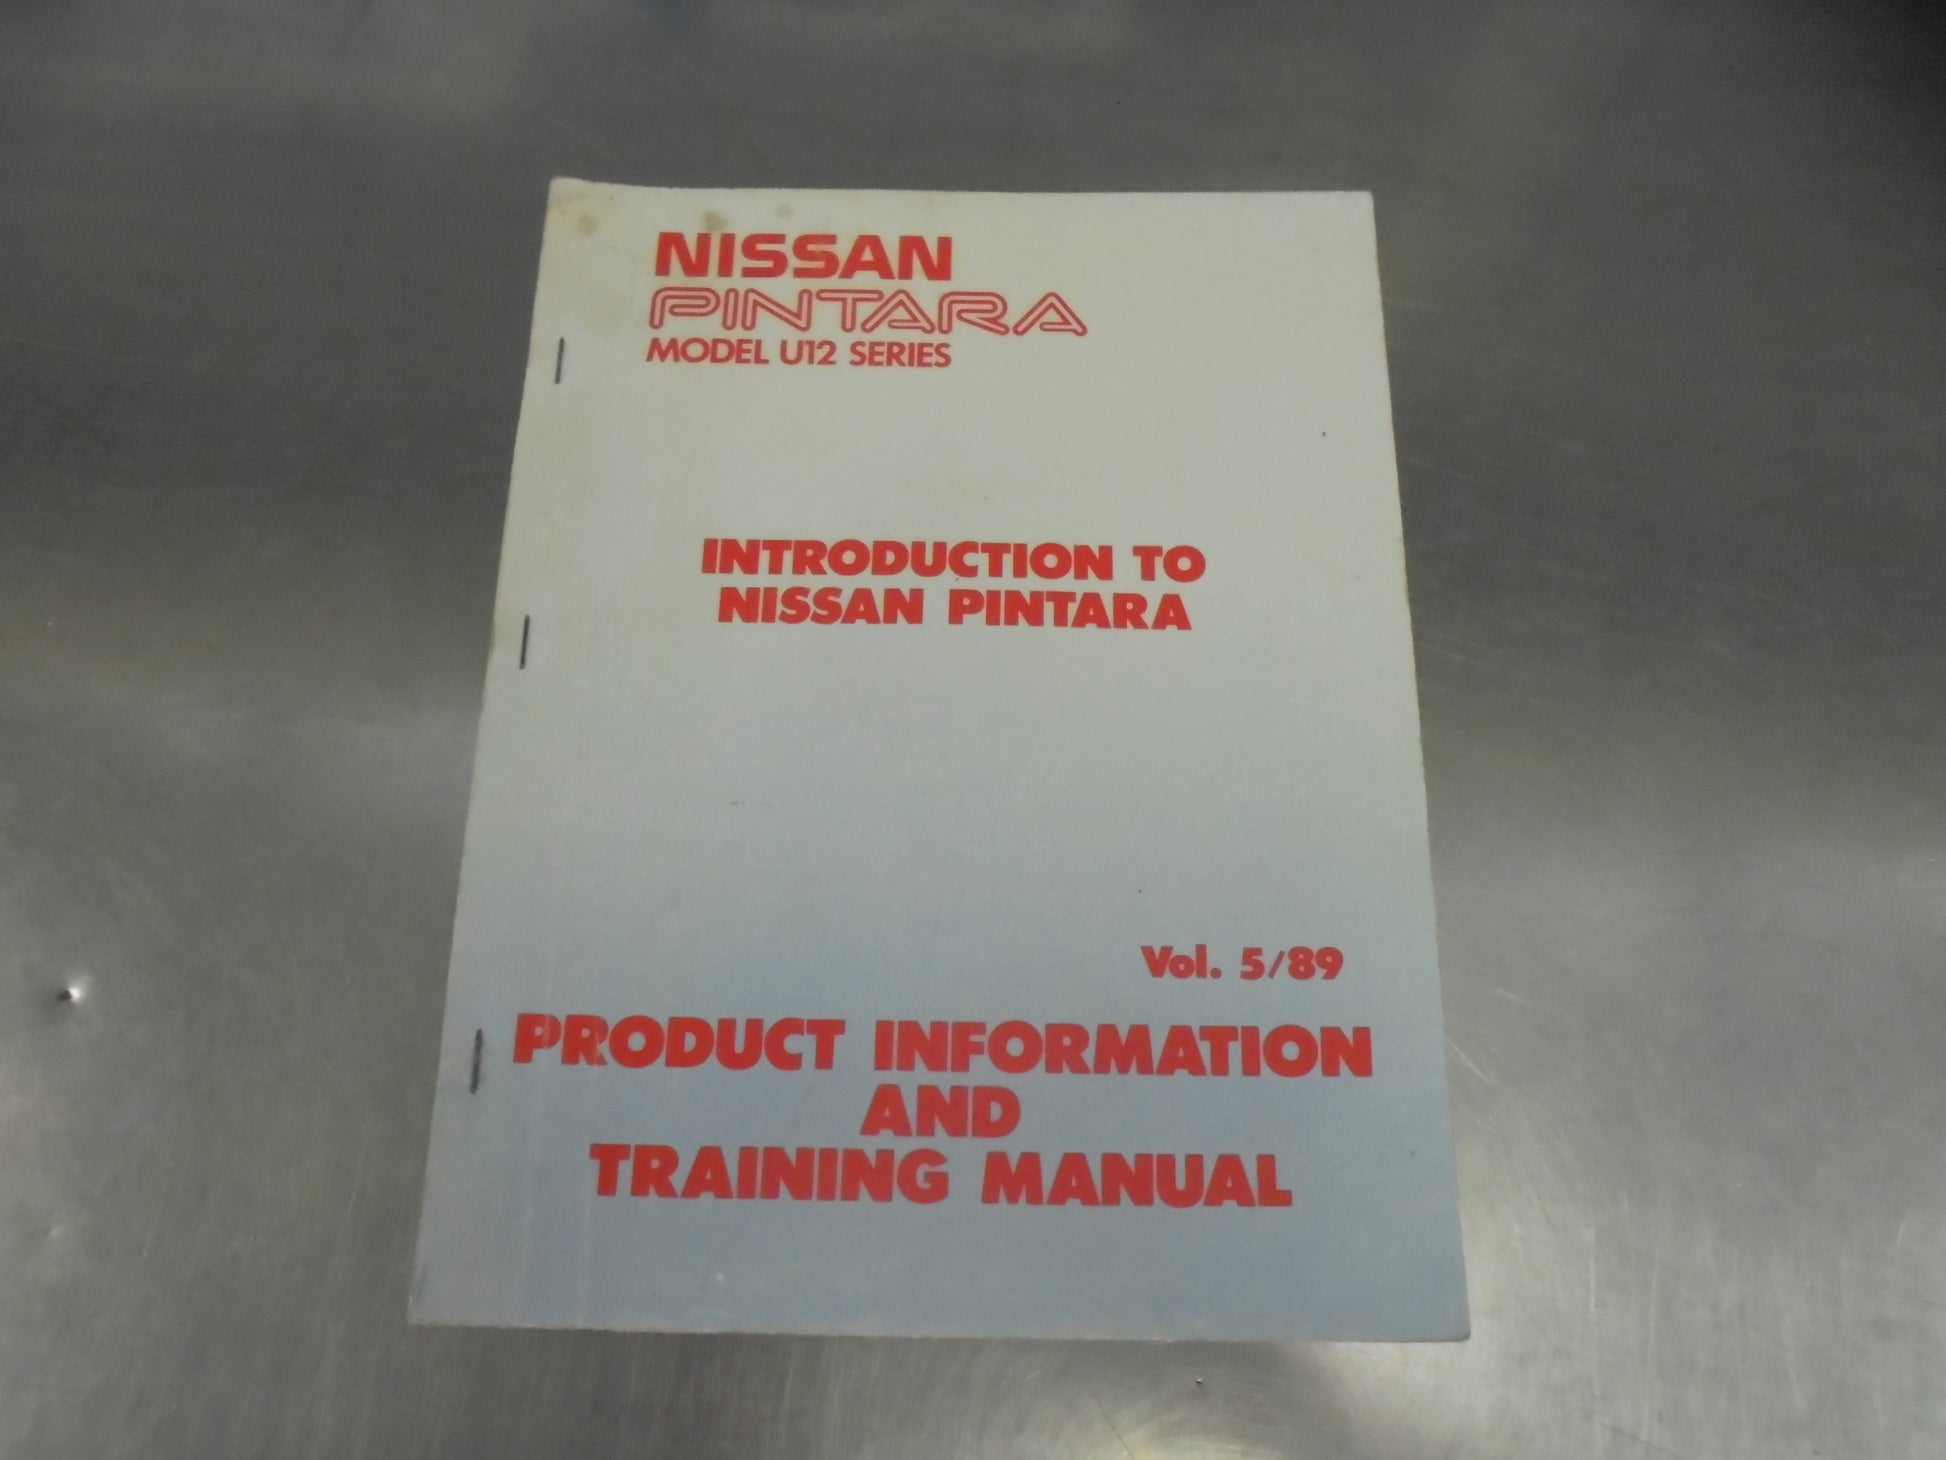 NISSAN
PINTARA
MODEL U12 SERIES
INTRODUCTION TO
NISSAN PINTARA
Vol. 5/89
PRODUCT INFORMATION
AND
TRAINING MANUAL